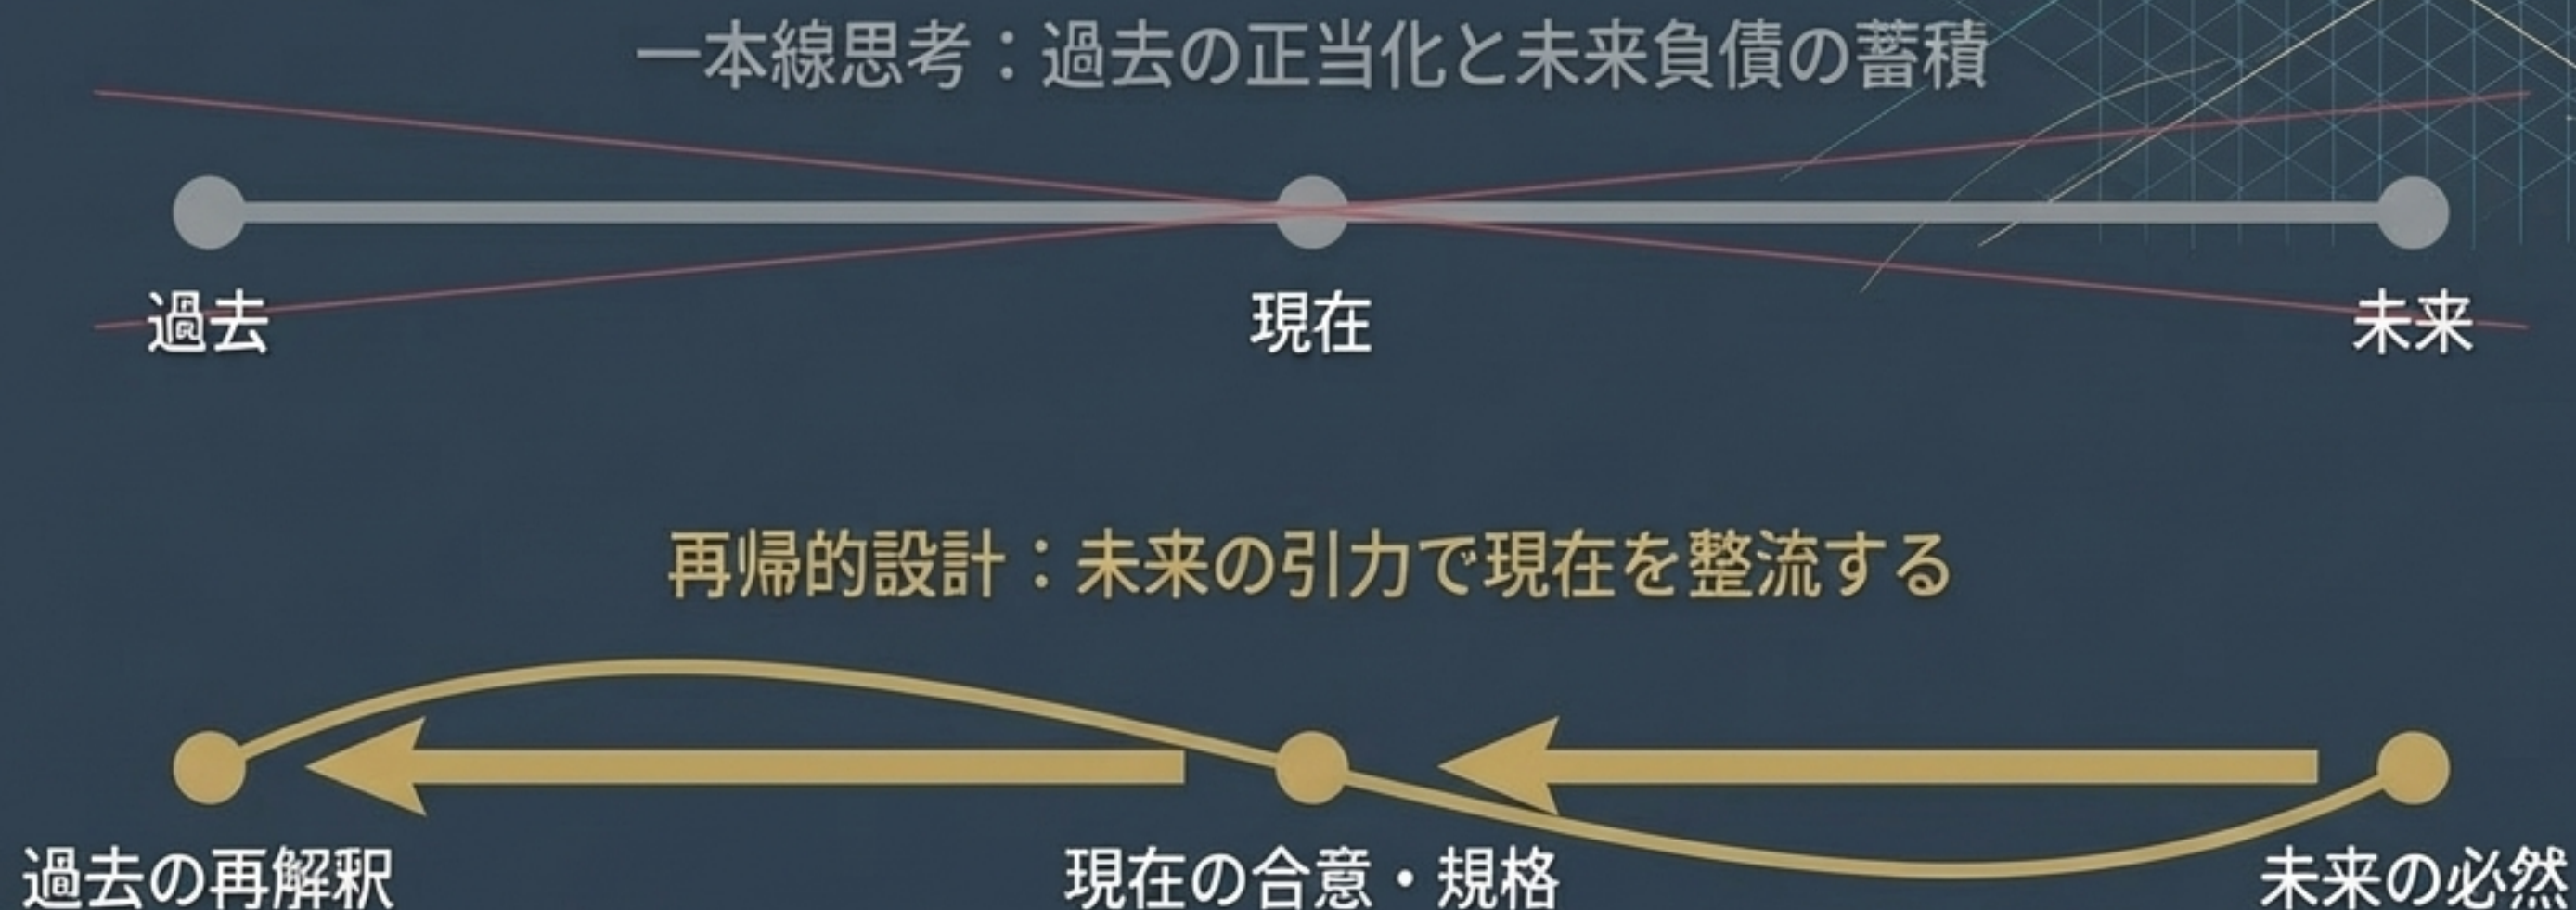 一本線思考：過去の正当化と未来負債の蓄積
過去
現在
未来
再帰的設計：未来の引力で現在を整流する
過去の再解釈
現在の合意・規格
未来の必然